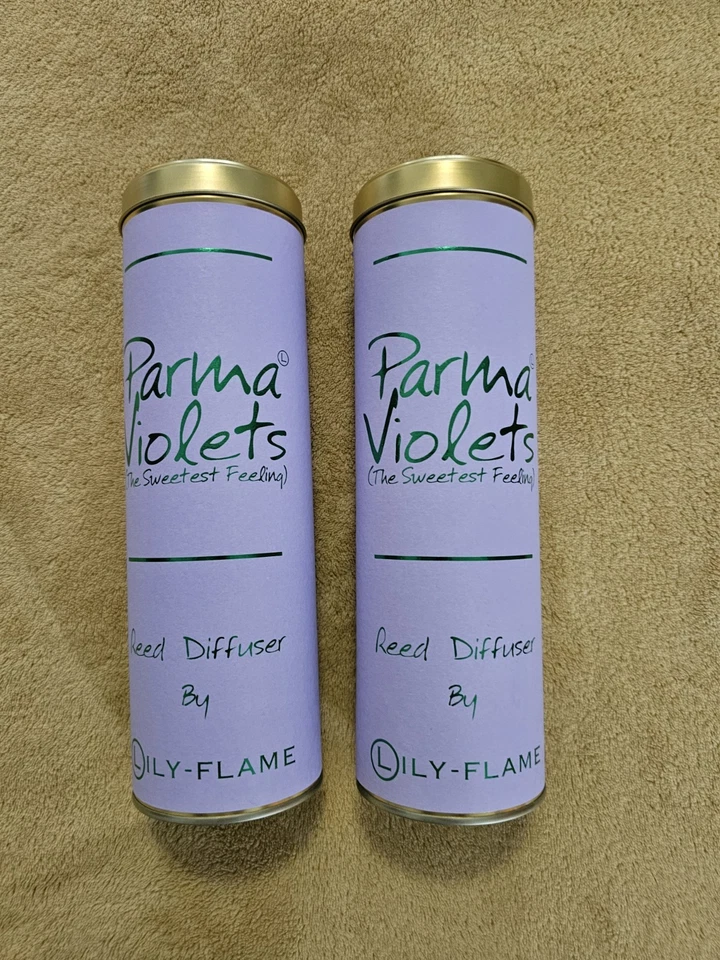 Parma Ⓛ
Violets
(The Sweetest Feeling)
Reed Diffuser
By
LILY-FLAME
Parma
Violets
(The Sweetest Feeling)
Reed Diffuser
By
LILY-FLAME